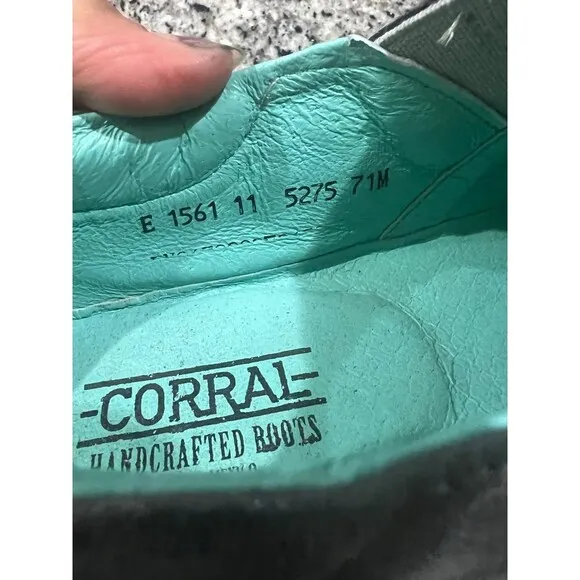 E 1561 11 5275 71M
CORRAL
HANDCRAFTED BOOTS